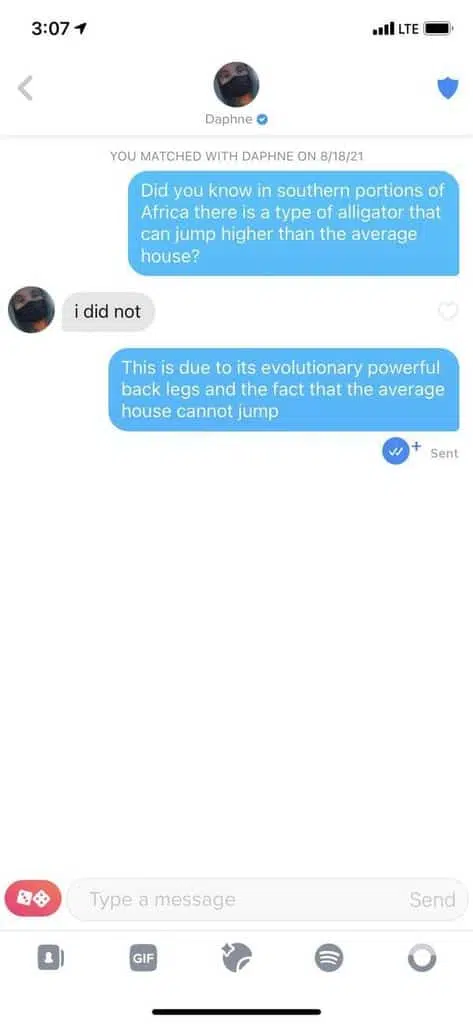 3:07
LTE
Daphne
YOU MATCHED WITH DAPHNE ON 8/18/21
Did you know in southern portions of
Africa there is a type of alligator that
can jump higher than the average
house?
i did not
This is due to its evolutionary powerful
back legs and the fact that the average
house cannot jump
Sent
Type a message
Send
GIF